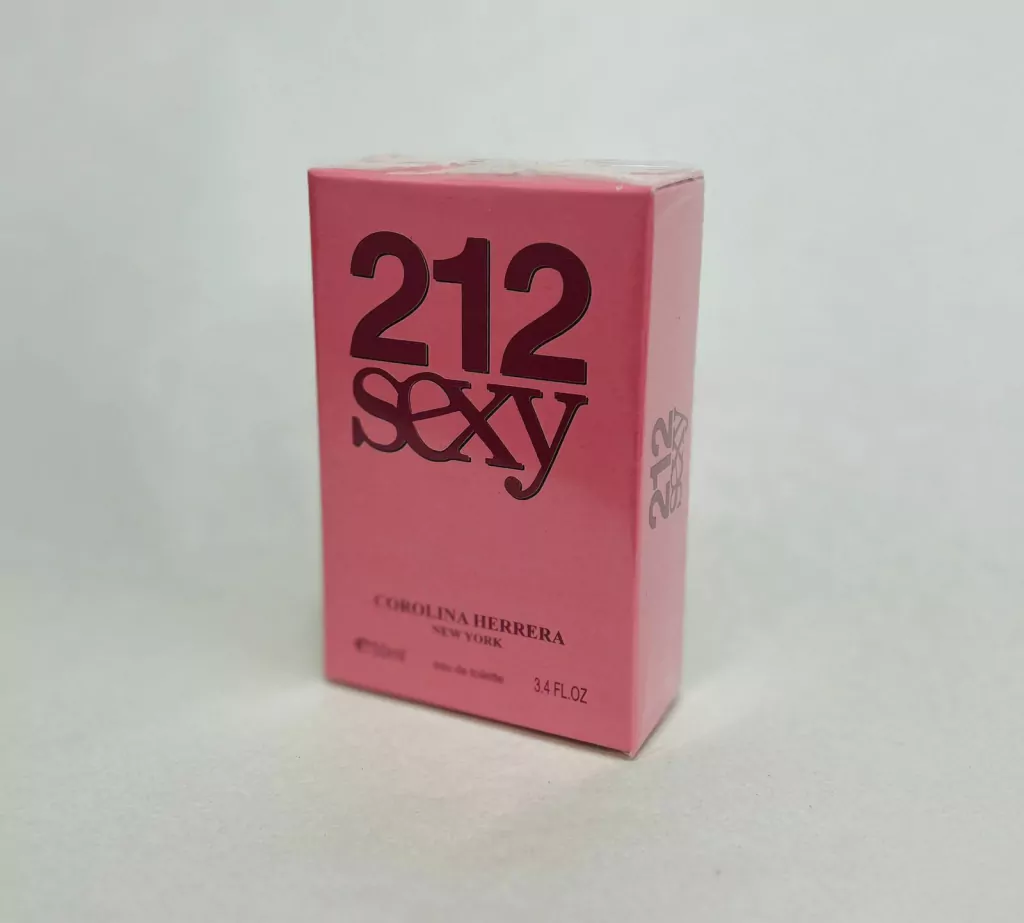 212
sexy
COROLINA HERRERA
NEW YORK
eau de toilette
3.4 FL.OZ
212
sexy